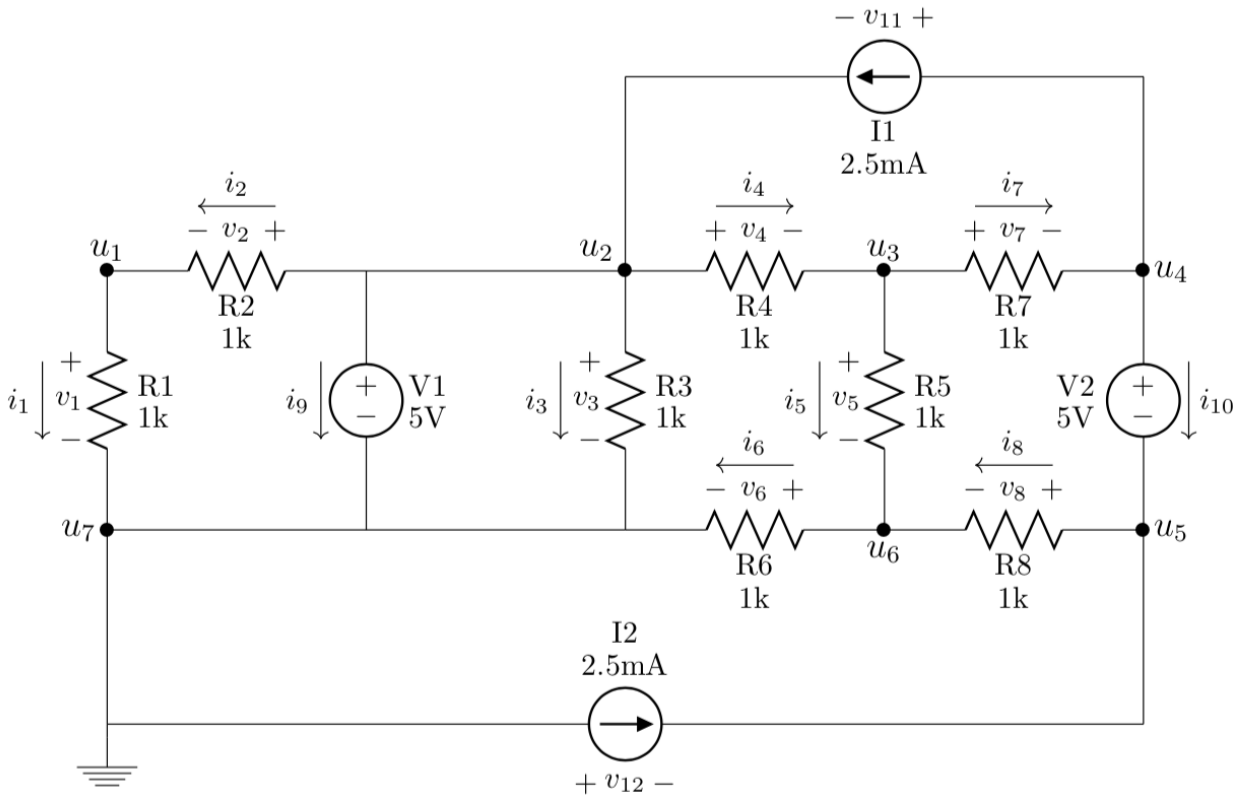 − v₁₁ +
I1
2.5mA
i₂
− v₂ +
i₄
+ v₄ −
i₇
+ v₇ −
u₁
u₂
u₃
u₄
R2
1k
R4
1k
R7
1k
i₁
+
v₁
−
R1
1k
i₉
+
−
V1
5V
i₃
+
v₃
−
R3
1k
i₅
+
v₅
−
R5
1k
V2
5V
+
−
i₁₀
i₆
− v₆ +
i₈
− v₈ +
u₇
u₆
u₅
R6
1k
R8
1k
I2
2.5mA
+ v₁₂ −